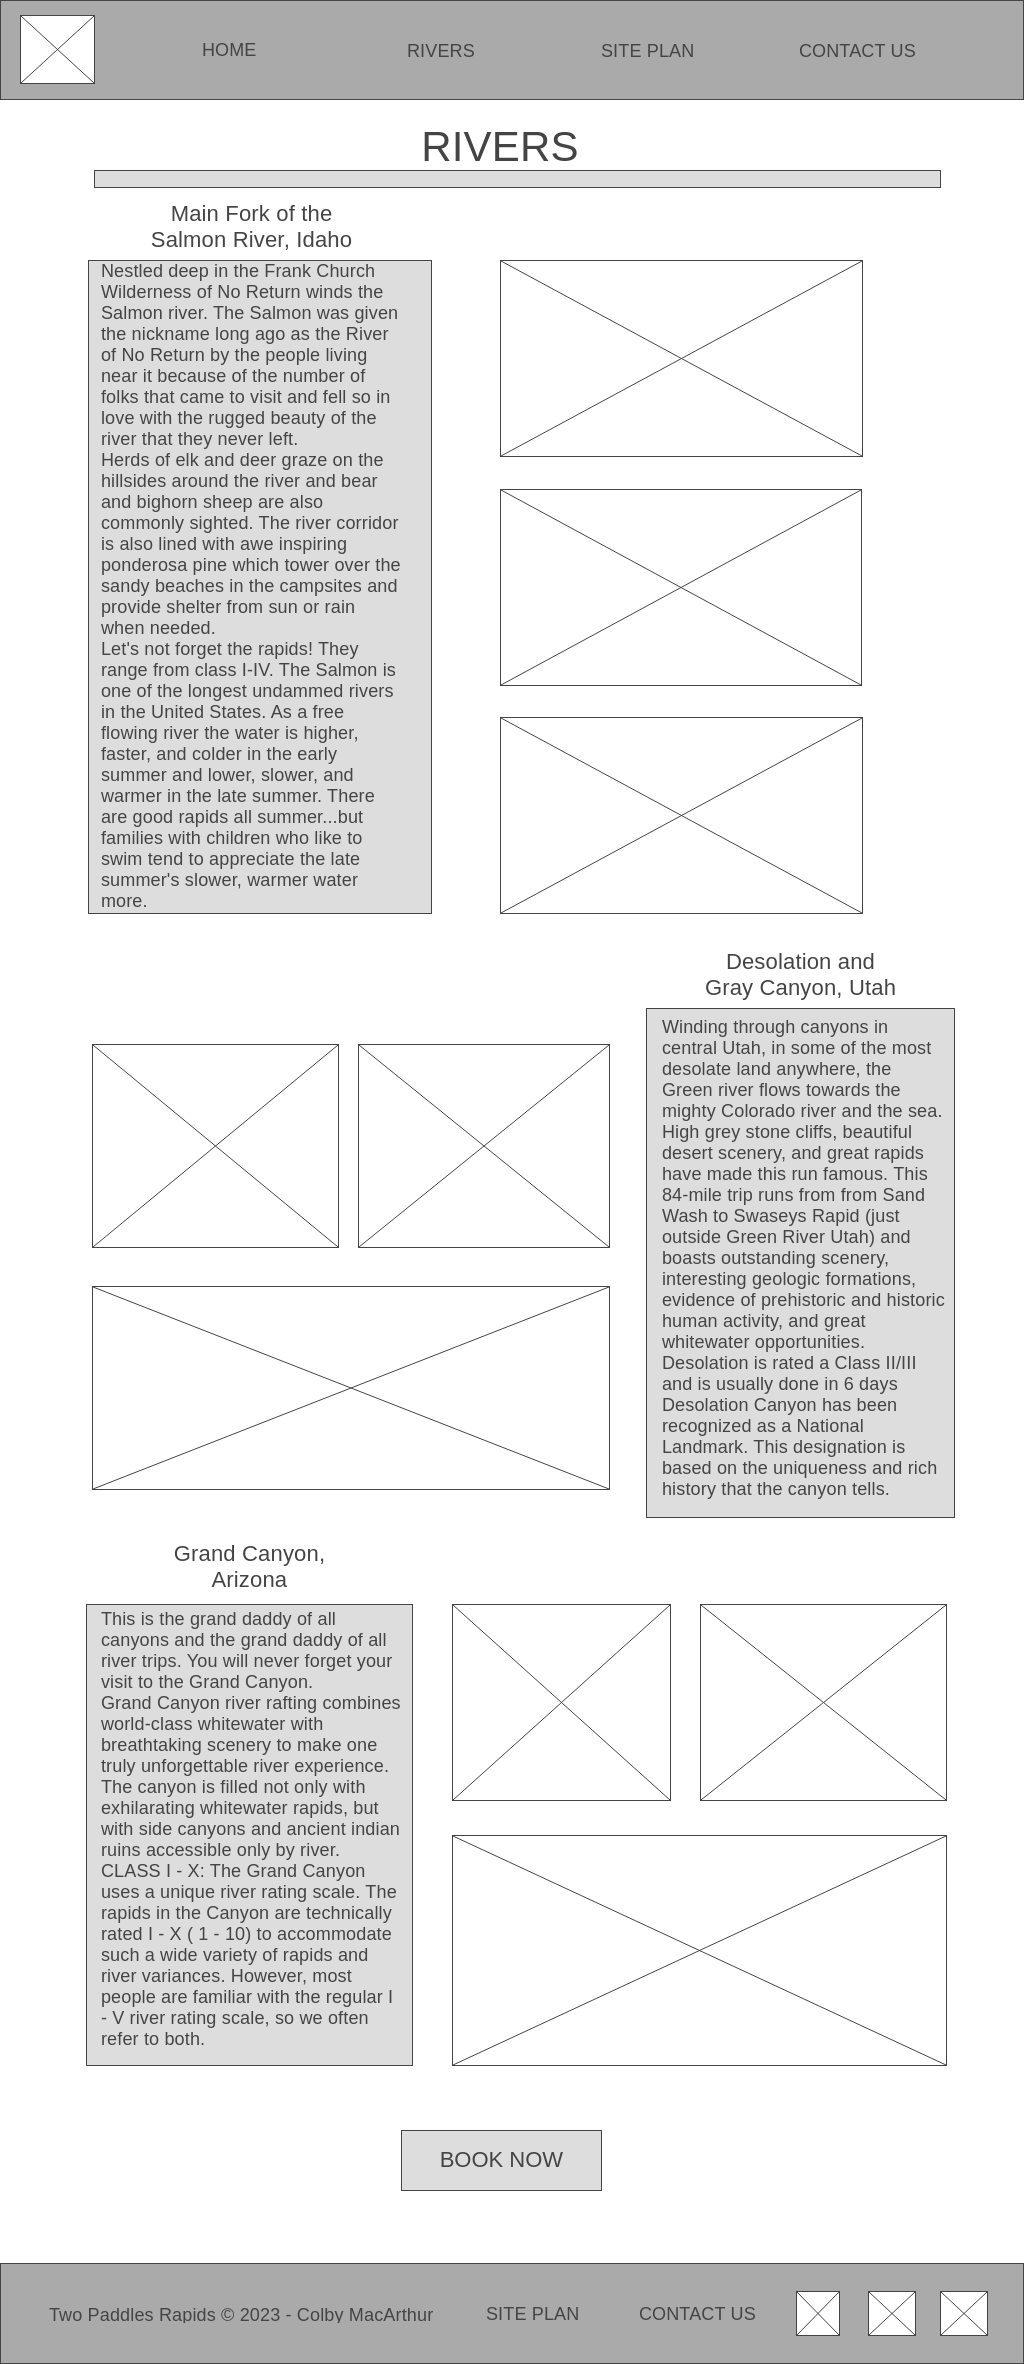 HOME
RIVERS
SITE PLAN
CONTACT US
RIVERS
Main Fork of the
Salmon River, Idaho
Nestled deep in the Frank Church
Wilderness of No Return winds the
Salmon river. The Salmon was given
the nickname long ago as the River
of No Return by the people living
near it because of the number of
folks that came to visit and fell so in
love with the rugged beauty of the
river that they never left.
Herds of elk and deer graze on the
hillsides around the river and bear
and bighorn sheep are also
commonly sighted. The river corridor
is also lined with awe inspiring
ponderosa pine which tower over the
sandy beaches in the campsites and
provide shelter from sun or rain
when needed.
Let's not forget the rapids! They
range from class I-IV. The Salmon is
one of the longest undammed rivers
in the United States. As a free
flowing river the water is higher,
faster, and colder in the early
summer and lower, slower, and
warmer in the late summer. There
are good rapids all summer...but
families with children who like to
swim tend to appreciate the late
summer's slower, warmer water
more.
Desolation and
Gray Canyon, Utah
Winding through canyons in
central Utah, in some of the most
desolate land anywhere, the
Green river flows towards the
mighty Colorado river and the sea.
High grey stone cliffs, beautiful
desert scenery, and great rapids
have made this run famous. This
84-mile trip runs from from Sand
Wash to Swaseys Rapid (just
outside Green River Utah) and
boasts outstanding scenery,
interesting geologic formations,
evidence of prehistoric and historic
human activity, and great
whitewater opportunities.
Desolation is rated a Class II/III
and is usually done in 6 days
Desolation Canyon has been
recognized as a National
Landmark. This designation is
based on the uniqueness and rich
history that the canyon tells.
Grand Canyon,
Arizona
This is the grand daddy of all
canyons and the grand daddy of all
river trips. You will never forget your
visit to the Grand Canyon.
Grand Canyon river rafting combines
world-class whitewater with
breathtaking scenery to make one
truly unforgettable river experience.
The canyon is filled not only with
exhilarating whitewater rapids, but
with side canyons and ancient indian
ruins accessible only by river.
CLASS I - X: The Grand Canyon
uses a unique river rating scale. The
rapids in the Canyon are technically
rated I - X ( 1 - 10) to accommodate
such a wide variety of rapids and
river variances. However, most
people are familiar with the regular I
- V river rating scale, so we often
refer to both.
BOOK NOW
Two Paddles Rapids © 2023 - Colby MacArthur
SITE PLAN
CONTACT US